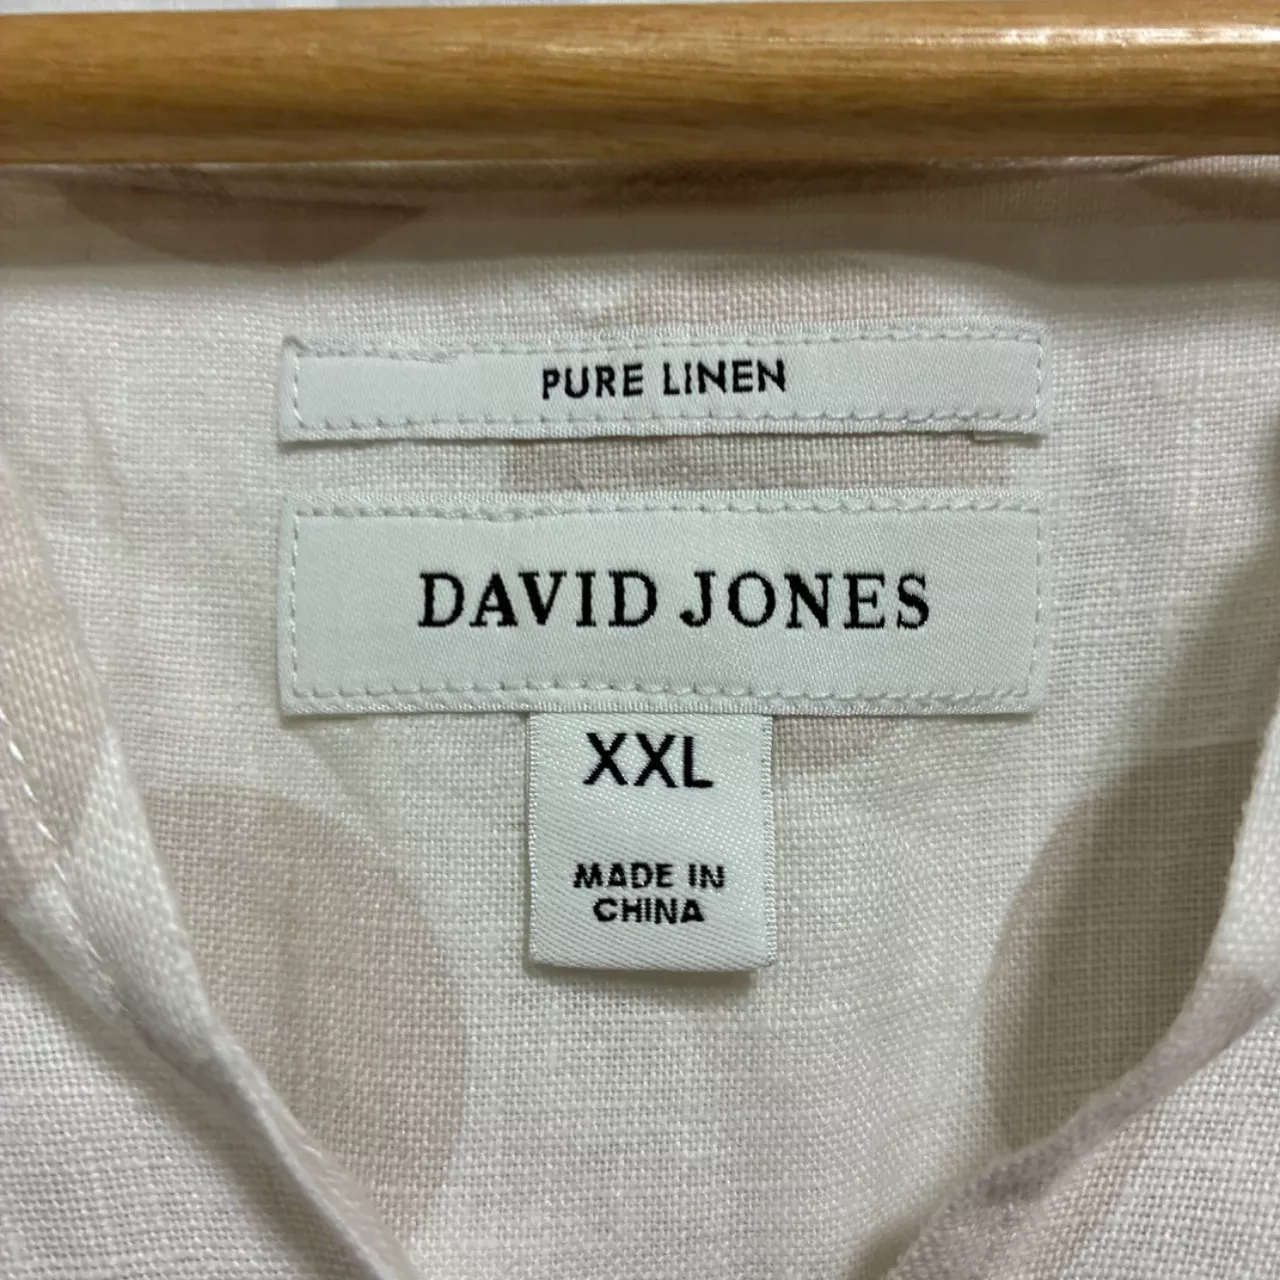 PURE LINEN
DAVID JONES
XXL
MADE IN
CHINA